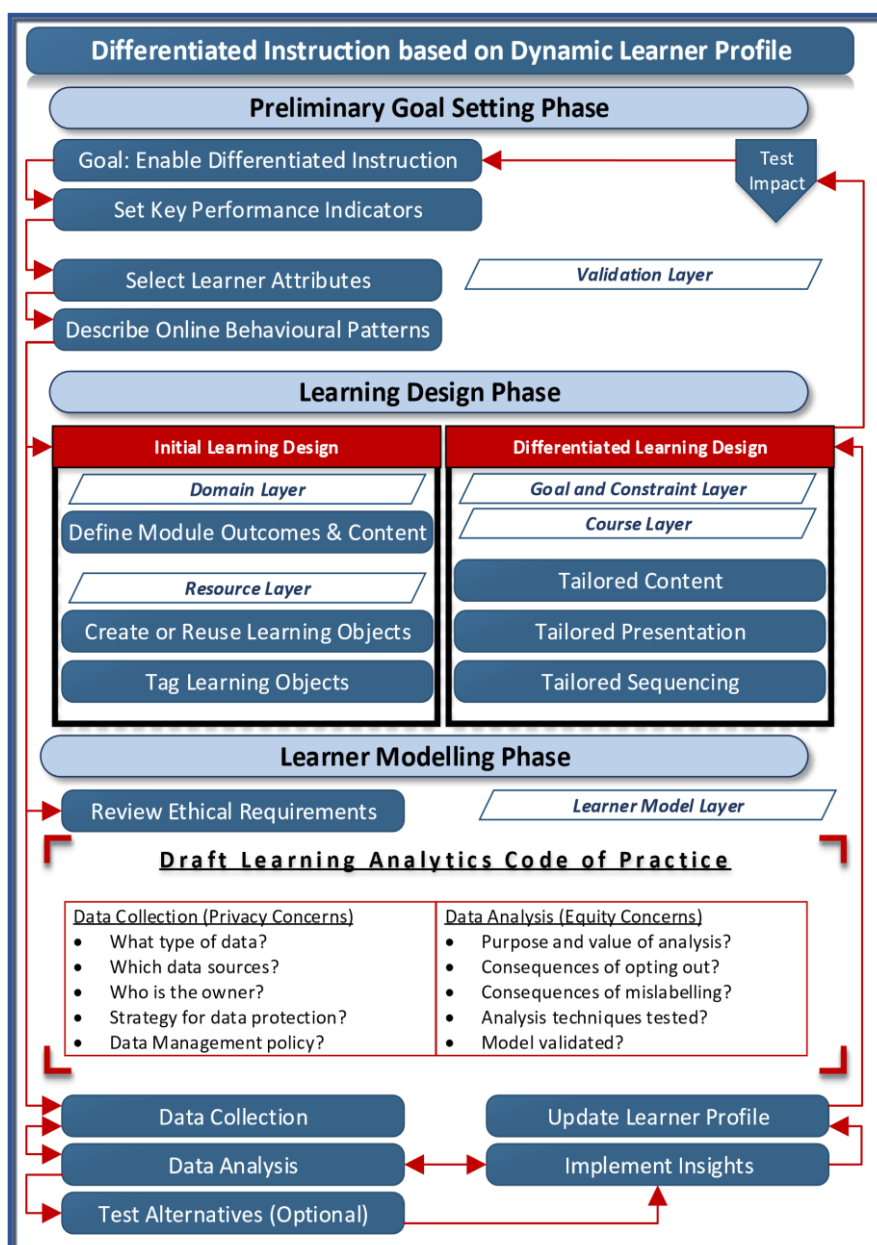 Differentiated Instruction based on Dynamic Learner Profile
Preliminary Goal Setting Phase
Goal: Enable Differentiated Instruction
Test
Impact
Set Key Performance Indicators
Select Learner Attributes
Validation Layer
Describe Online Behavioural Patterns
Learning Design Phase
Initial Learning Design
Domain Layer
Define Module Outcomes & Content
Resource Layer
Create or Reuse Learning Objects
Tag Learning Objects
Differentiated Learning Design
Goal and Constraint Layer
Course Layer
Tailored Content
Tailored Presentation
Tailored Sequencing
Learner Modelling Phase
Review Ethical Requirements
Learner Model Layer
Draft Learning Analytics Code of Practice
Data Collection (Privacy Concerns)
• What type of data?
• Which data sources?
• Who is the owner?
• Strategy for data protection?
• Data Management policy?
Data Analysis (Equity Concerns)
• Purpose and value of analysis?
• Consequences of opting out?
• Consequences of mislabelling?
• Analysis techniques tested?
• Model validated?
Data Collection
Update Learner Profile
Data Analysis
Implement Insights
Test Alternatives (Optional)